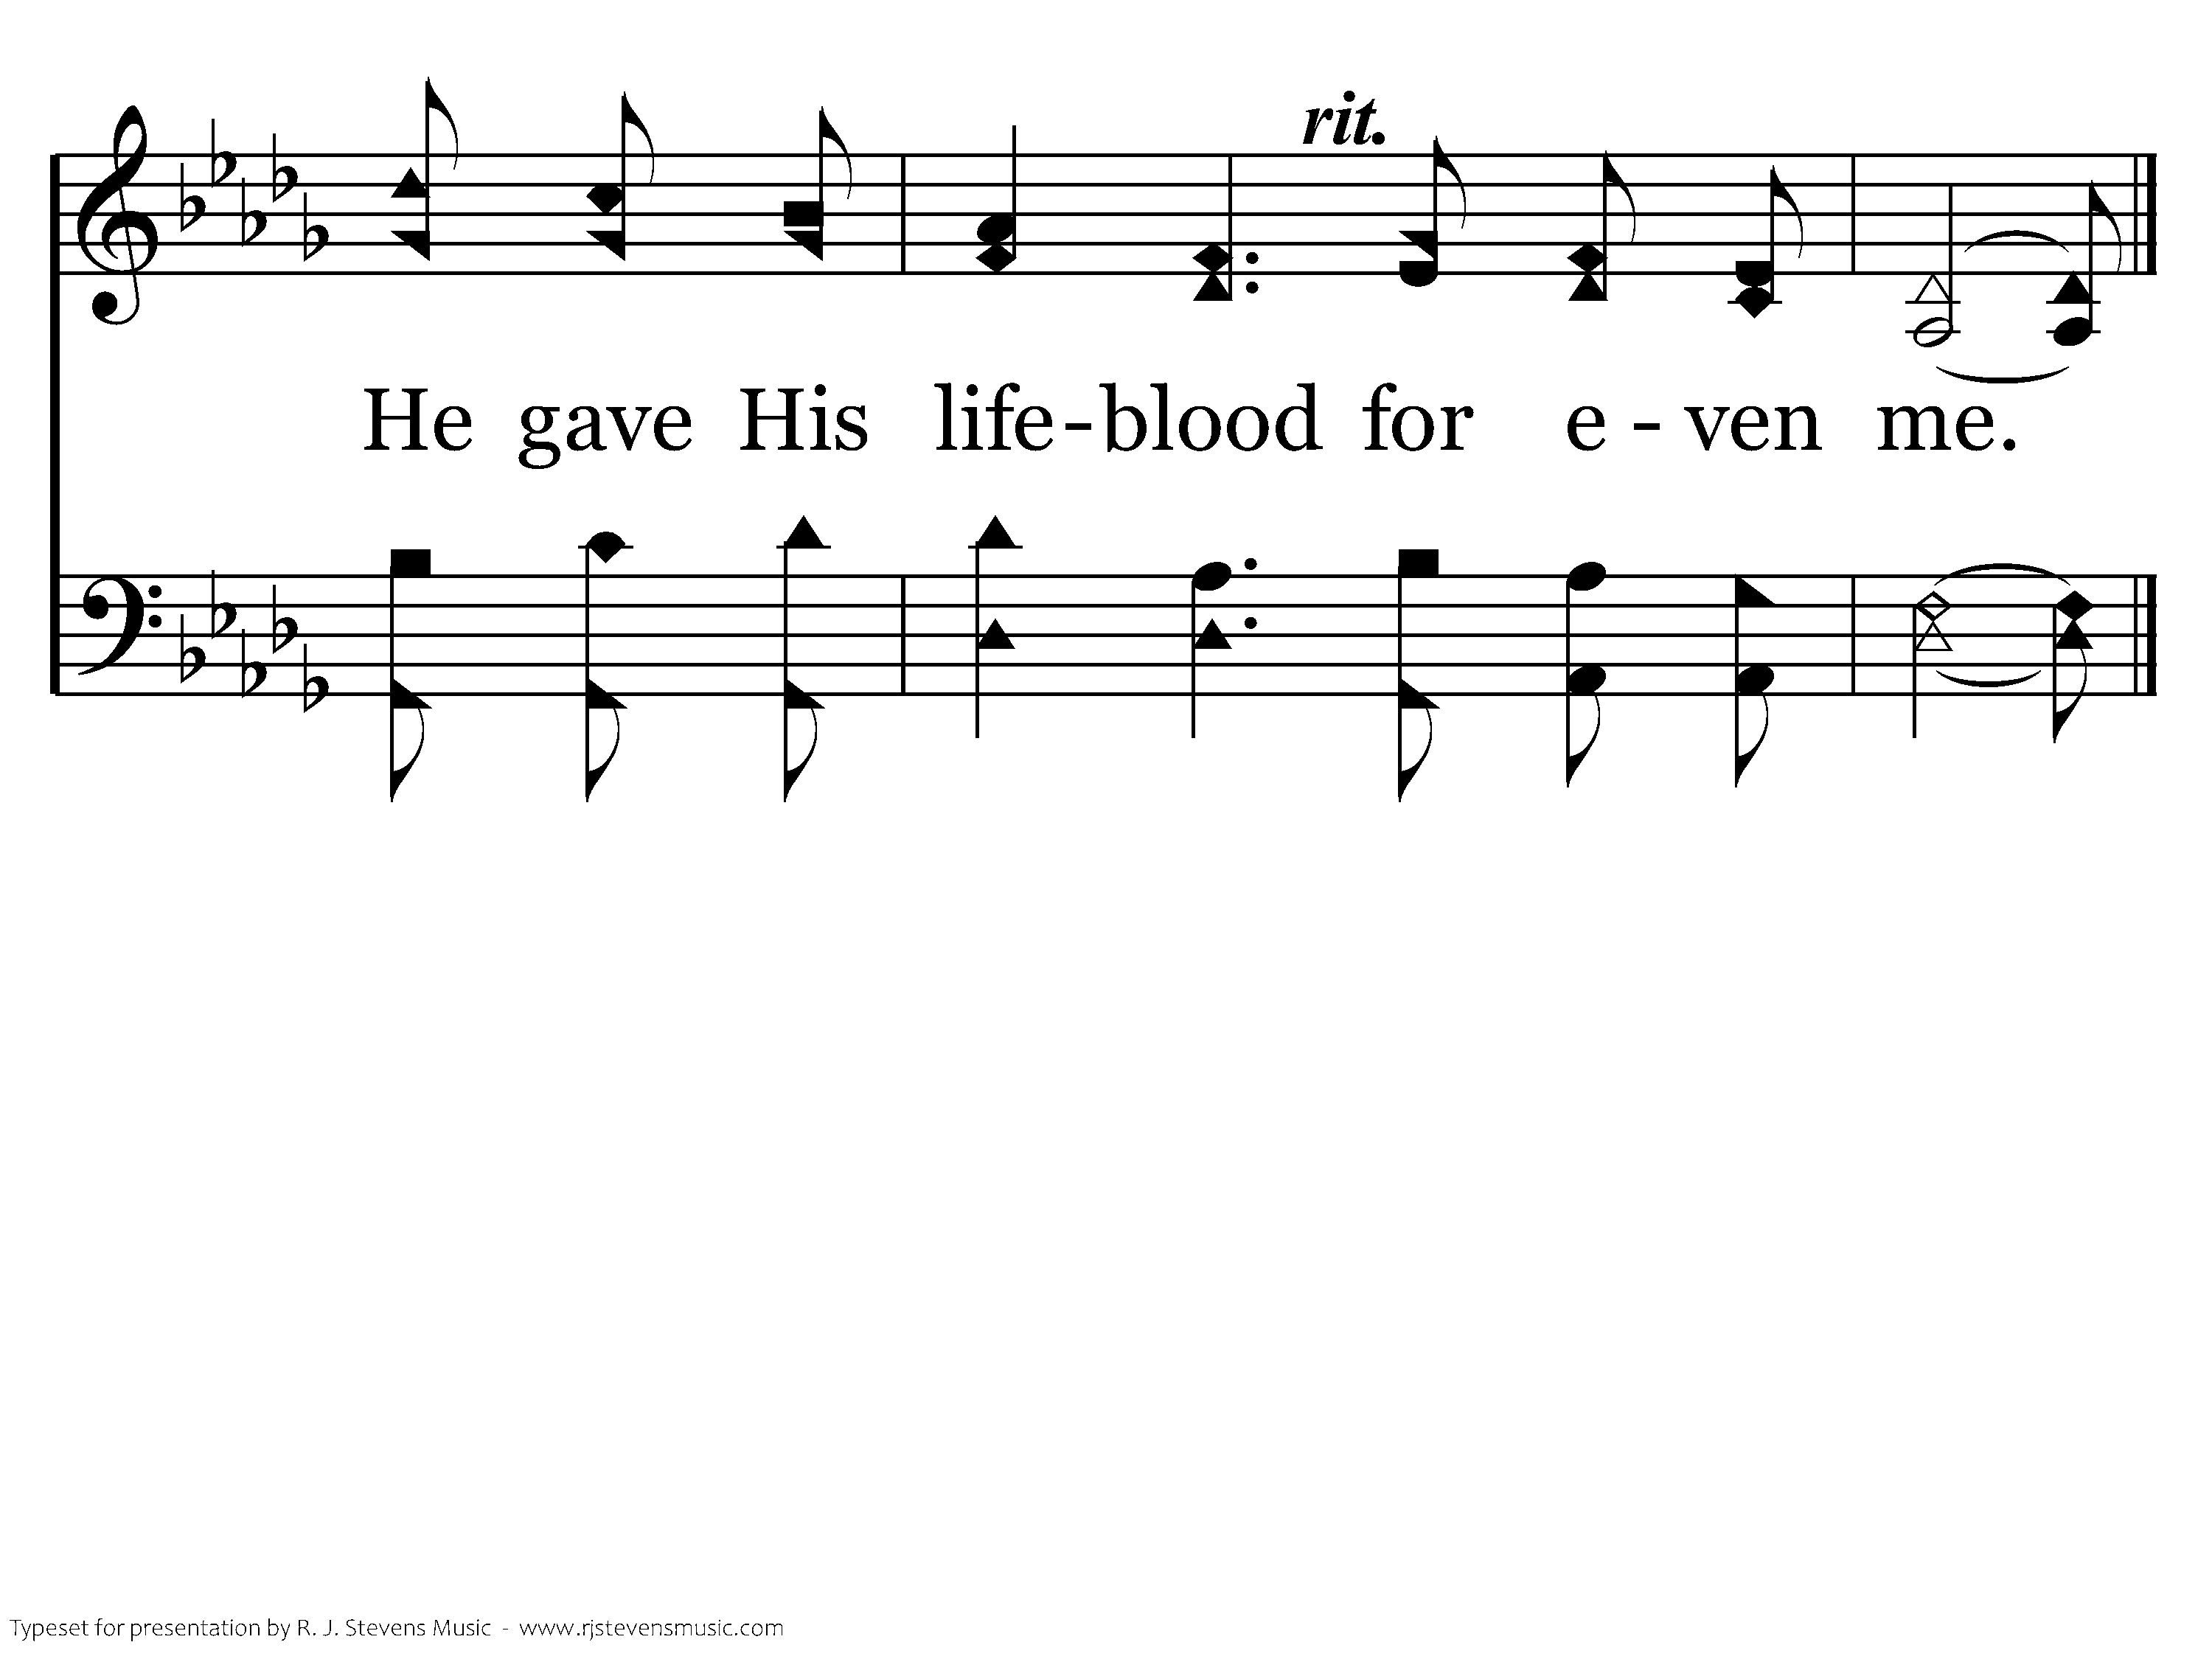 rit.
He gave His life-blood for e - ven me.
Typeset for presentation by R. J. Stevens Music - www.rjstevensmusic.com